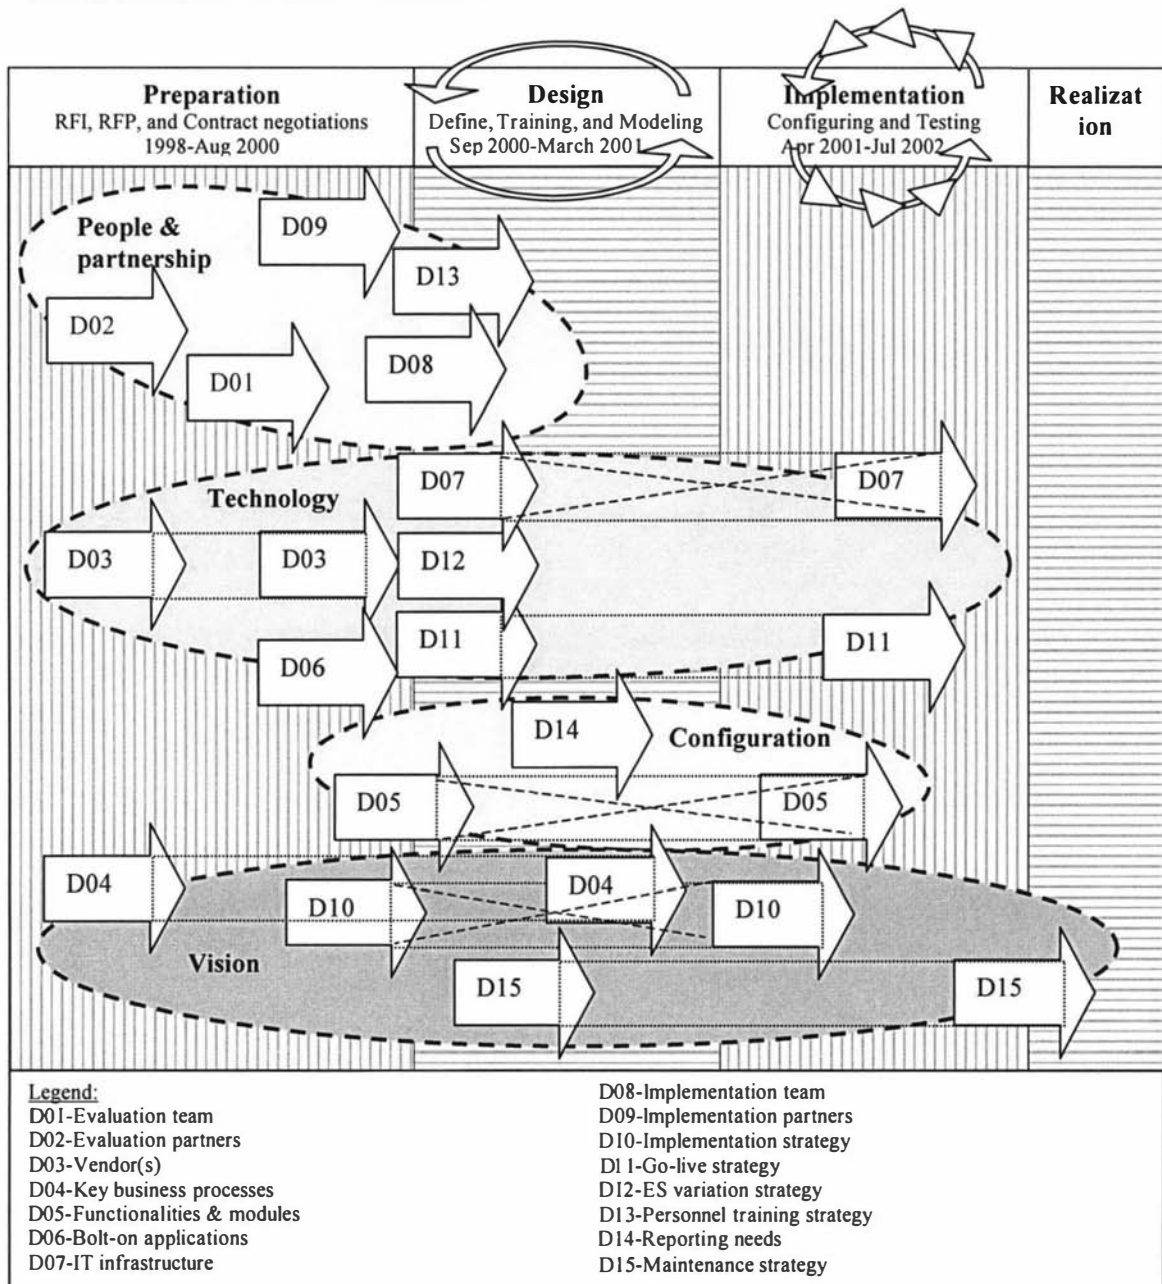 Preparation
RFI, RFP, and Contract negotiations
1998-Aug 2000
Design
Define, Training, and Modeling
Sep 2000-March 2001
Implementation
Configuring and Testing
Apr 2001-Jul 2002
Realizat
ion
People &
partnership
D09
D13
D02
D01
D08
Technology
D07
D07
D03
D03
D12
D06
D11
D11
D14
Configuration
D05
D05
D04
D10
D04
D10
Vision
D15
D15
Legend:
D01-Evaluation team
D02-Evaluation partners
D03-Vendor(s)
D04-Key business processes
D05-Functionalities & modules
D06-Bolt-on applications
D07-IT infrastructure
D08-Implementation team
D09-Implementation partners
D10-Implementation strategy
D11-Go-live strategy
D12-ES variation strategy
D13-Personnel training strategy
D14-Reporting needs
D15-Maintenance strategy